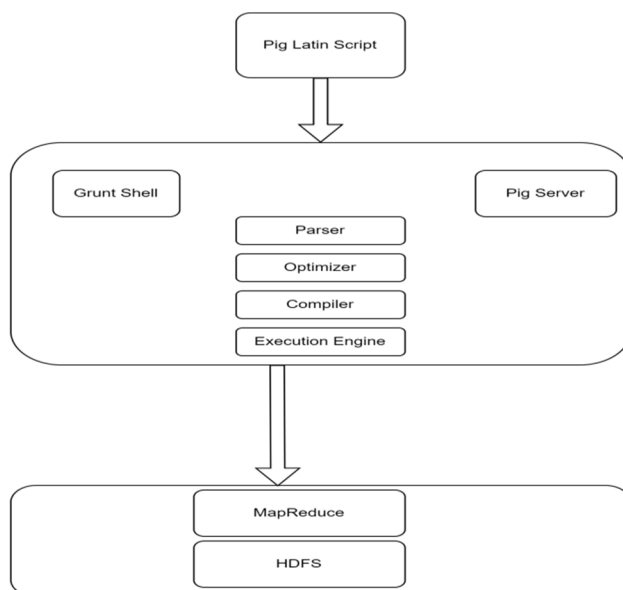 Pig Latin Script
Grunt Shell
Pig Server
Parser
Optimizer
Compiler
Execution Engine
MapReduce
HDFS